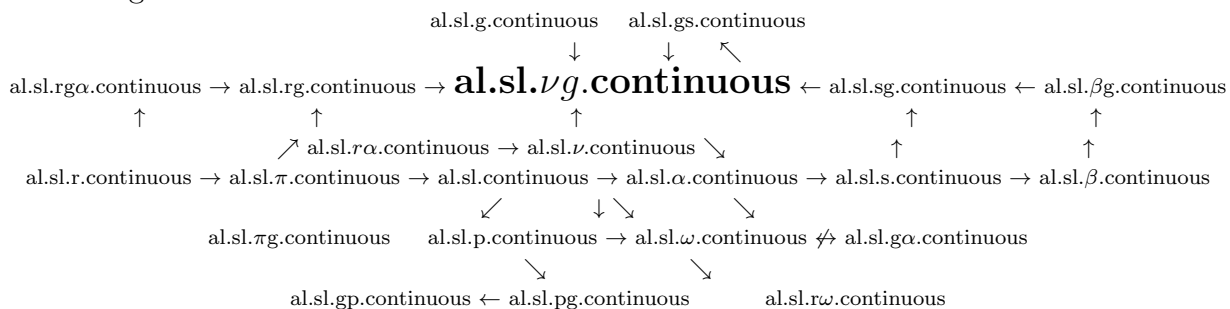 al.sl.g.continuous al.sl.gs.continuous
↓ ↓ ↖
al.sl.rgα.continuous → al.sl.rg.continuous → al.sl.νg.continuous ← al.sl.sg.continuous ← al.sl.βg.continuous
↑ ↑ ↑ ↑ ↑
↗ al.sl.rα.continuous → al.sl.ν.continuous ↘
al.sl.r.continuous → al.sl.π.continuous → al.sl.continuous → al.sl.α.continuous → al.sl.s.continuous → al.sl.β.continuous
↙ ↓ ↘ ↘
al.sl.πg.continuous al.sl.p.continuous → al.sl.ω.continuous ↮ al.sl.gα.continuous
↘ ↘
al.sl.gp.continuous ← al.sl.pg.continuous al.sl.rω.continuous